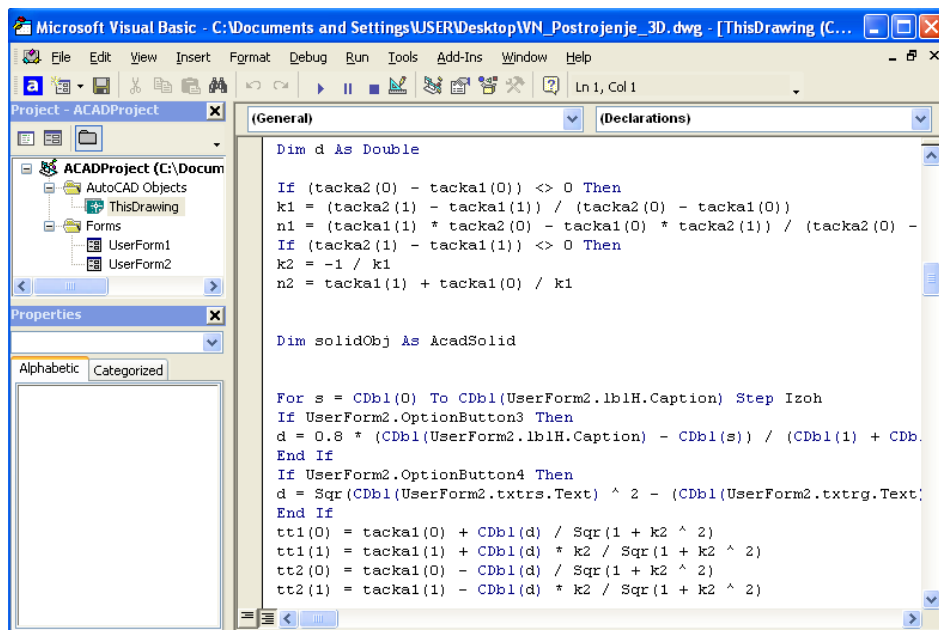 Microsoft Visual Basic - C:\Documents and Settings\USER\Desktop\VN_Postrojenje_3D.dwg - [ThisDrawing (C...
File Edit View Insert Format Debug Run Tools Add-Ins Window Help
a Ln 1, Col 1
Project - ACADProject
ACADProject (C:\Docum
AutoCAD Objects
ThisDrawing
Forms
UserForm1
UserForm2
Properties
Alphabetic Categorized
(General) (Declarations)
Dim d As Double
If (tacka2(0) - tacka1(0)) <> 0 Then
k1 = (tacka2(1) - tacka1(1)) / (tacka2(0) - tacka1(0))
n1 = (tacka1(1) * tacka2(0) - tacka1(0) * tacka2(1)) / (tacka2(0) -
If (tacka2(1) - tacka1(1)) <> 0 Then
k2 = -1 / k1
n2 = tacka1(1) + tacka1(0) / k1
Dim solidObj As AcadSolid
For s = CDbl(0) To CDbl(UserForm2.lblH.Caption) Step Izoh
If UserForm2.OptionButton3 Then
d = 0.8 * (CDbl(UserForm2.lblH.Caption) - CDbl(s)) / (CDbl(1) + CDb
End If
If UserForm2.OptionButton4 Then
d = Sqr(CDbl(UserForm2.txtrs.Text) ^ 2 - (CDbl(UserForm2.txtrg.Text)
End If
tt1(0) = tacka1(0) + CDbl(d) / Sqr(1 + k2 ^ 2)
tt1(1) = tacka1(1) + CDbl(d) * k2 / Sqr(1 + k2 ^ 2)
tt2(0) = tacka1(0) - CDbl(d) / Sqr(1 + k2 ^ 2)
tt2(1) = tacka1(1) - CDbl(d) * k2 / Sqr(1 + k2 ^ 2)